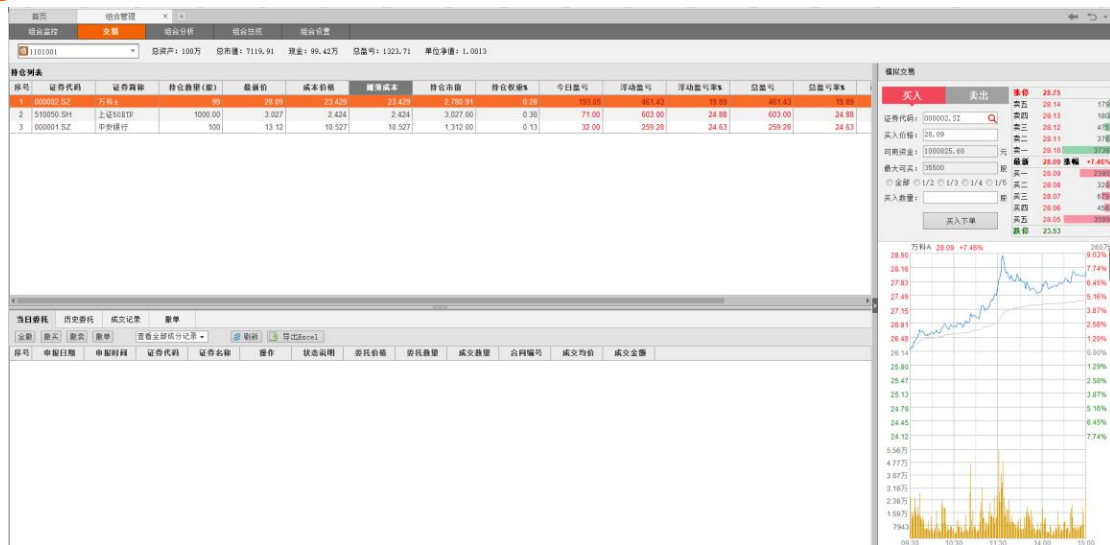 首页 组合管理 × +
组合监控 交易 组合分析 组合总览 组合设置
1101001 总资产: 100万 总市值: 7119.91 现金: 99.42万 总盈亏: 1323.71 单位净值: 1.0013
持仓列表
序号 证券代码 证券简称 持仓数量(股) 最新价 成本价格 摊薄成本 持仓市值 持仓权重% 今日盈亏 浮动盈亏 浮动盈亏率% 总盈亏 总盈亏率%
1 000002.SZ 万科A 99 28.09 23.429 23.429 2,780.91 0.28 193.05 461.43 19.89 461.43 19.89
2 510050.SH 上证50ETF 1000.00 3.027 2.424 2.424 3,027.00 0.30 71.00 603.00 24.88 603.00 24.88
3 000001.SZ 平安银行 100 13.12 10.527 10.527 1,312.00 0.13 32.00 259.28 24.63 259.28 24.63
当日委托 历史委托 成交记录 撤单
全撤 撤买 撤卖 撤单 查看全部成分记录 刷新 导出Excel
序号 申报日期 申报时间 证券代码 证券名称 操作 状态说明 委托价格 委托数量 成交数量 合同编号 成交均价 成交金额
模拟交易
买入 卖出
证券代码: 000002.SZ
买入价格: 28.09
可用资金: 1000825.68 元
最大可买: 35500 股
全部 1/2 1/3 1/4 1/5
买入数量: 股
买入下单
涨停 28.75
卖五 28.14 179
卖四 28.13
卖三 28.12
卖二 28.11
卖一 28.10 3738
最新 28.09 涨幅 +7.46%
买一 28.09 2380
买二 28.08
买三 28.07 679
买四 28.06
买五 28.05 3589
跌停 23.53
万科A 28.09 +7.46% 260万
28.50 9.03%
28.16 7.74%
27.83 6.45%
27.49 5.16%
27.15 3.87%
26.81 2.58%
26.48 1.29%
26.14 0.00%
25.80 1.29%
25.47 2.58%
25.13 3.87%
24.79 5.16%
24.45 6.45%
24.12 7.74%
5.56万
4.77万
3.97万
3.18万
2.38万
1.59万
7943
09:30 10:30 11:30 14:00 15:00